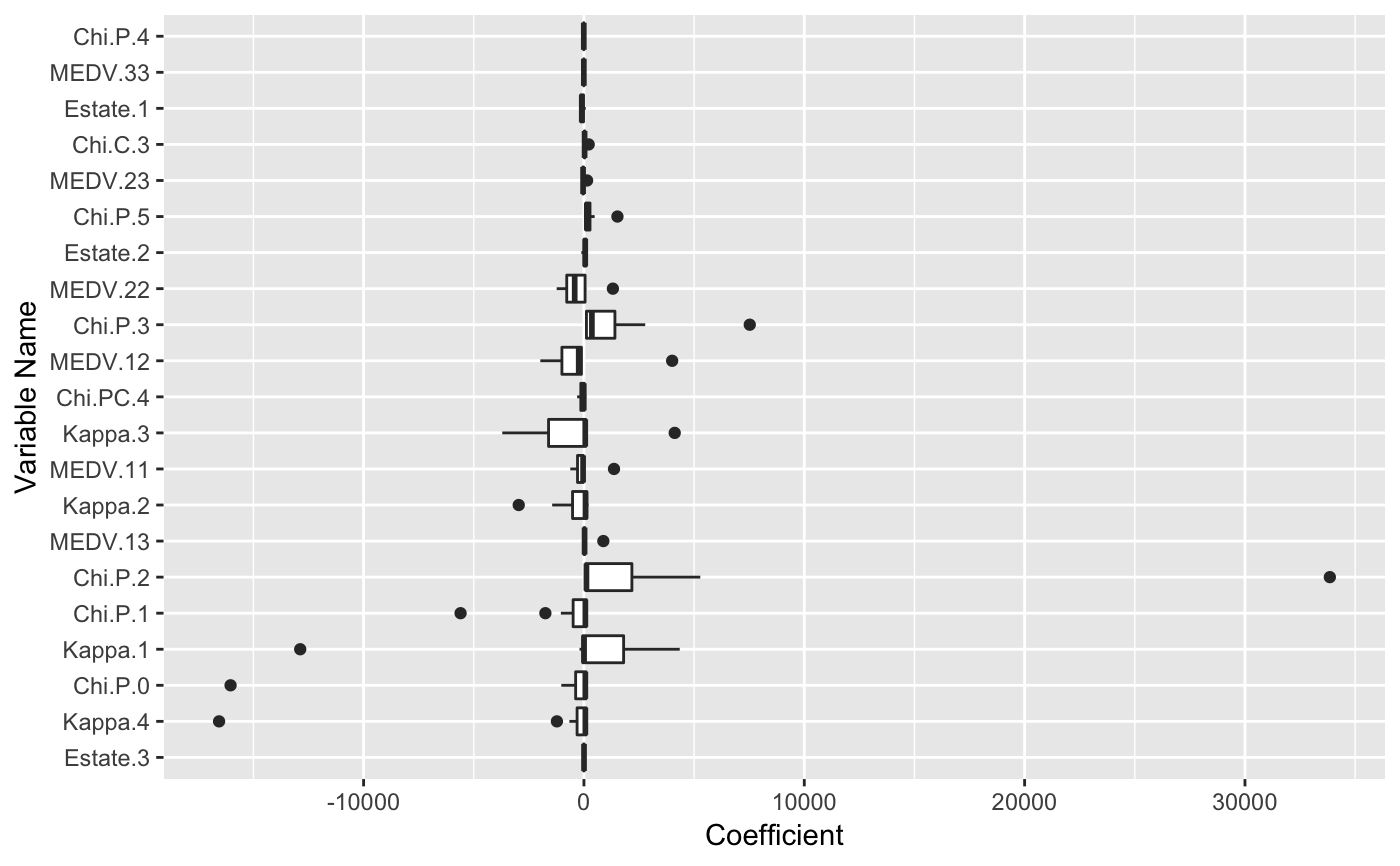 Chi.P.4
MEDV.33
Estate.1
Chi.C.3
MEDV.23
Chi.P.5
Estate.2
MEDV.22
Chi.P.3
MEDV.12
Chi.PC.4
Kappa.3
MEDV.11
Kappa.2
MEDV.13
Chi.P.2
Chi.P.1
Kappa.1
Chi.P.0
Kappa.4
Estate.3
Variable Name
-10000 0 10000 20000 30000
Coefficient